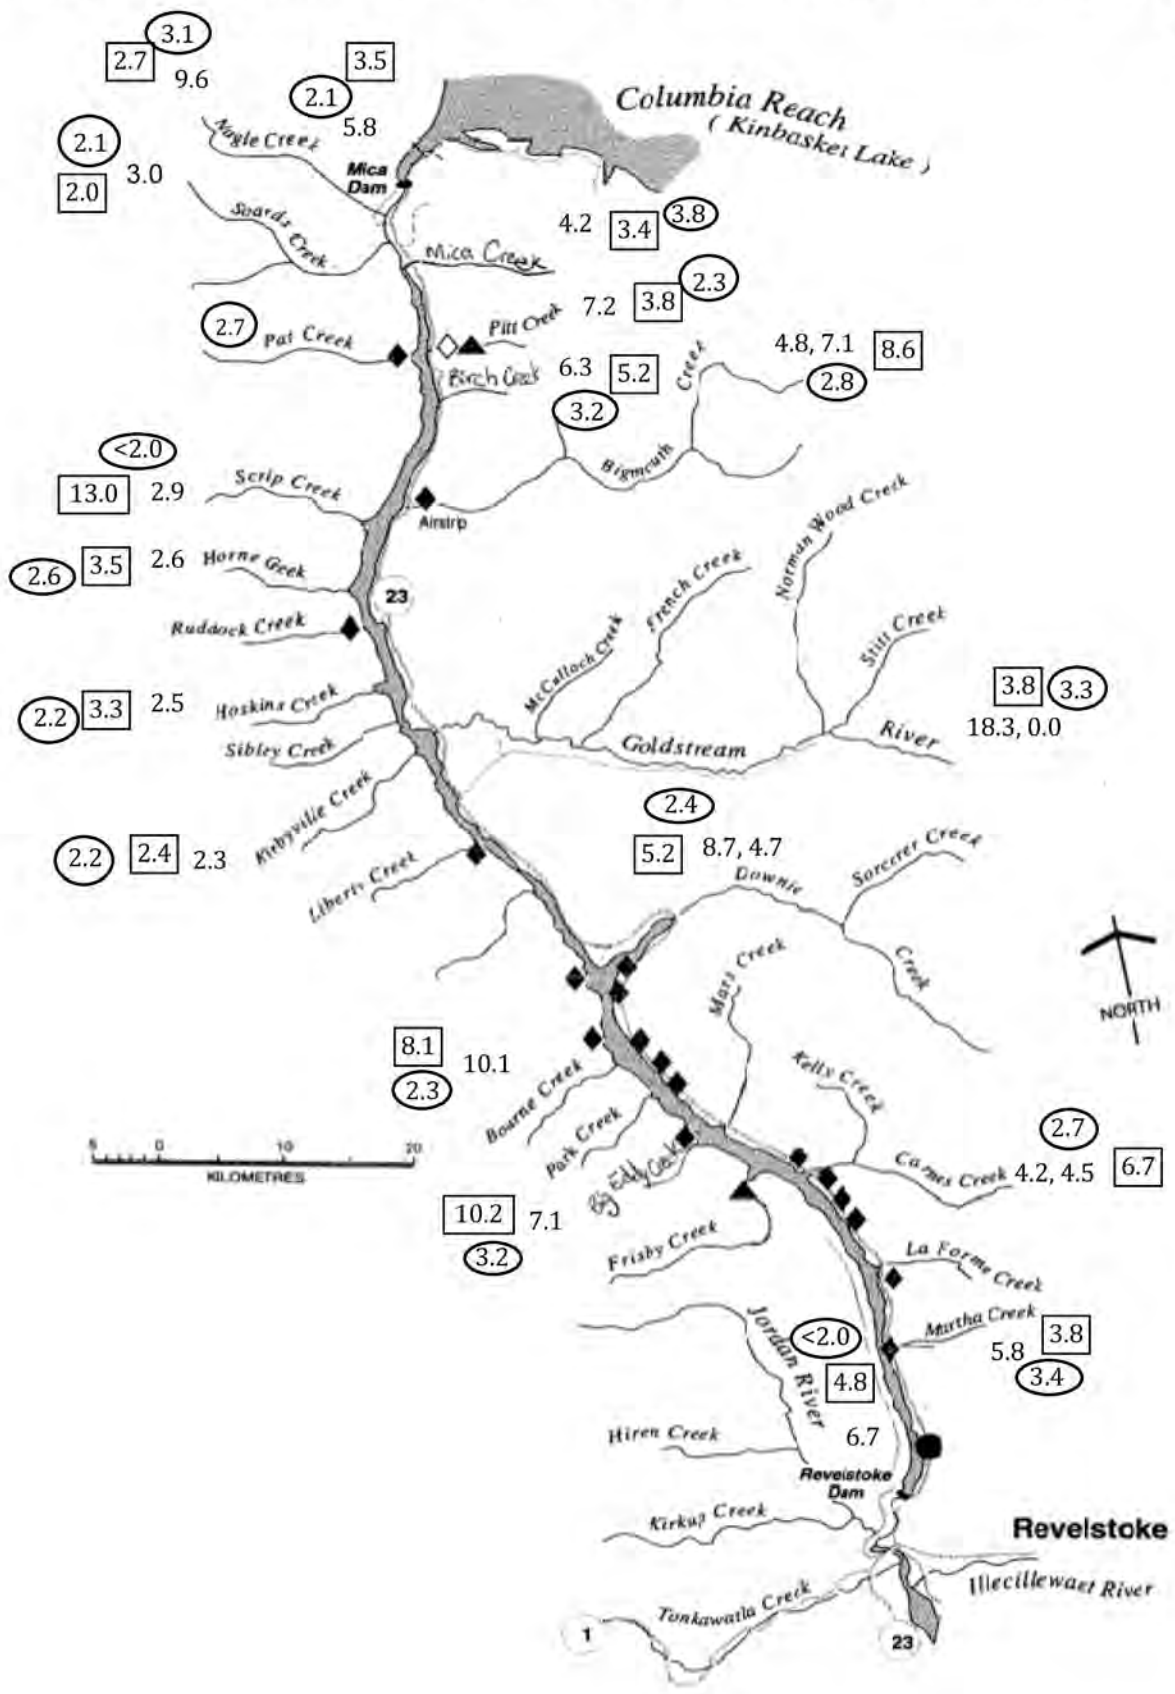 3.1
2.7
9.6
3.5
2.1
5.8
Columbia Reach
( Kinbasket Lake )
Nagle Creek
2.1
3.0
2.0
Mica
Dam
Soards Creek
4.2 3.4 3.8
Mica Creek
2.3
7.2 3.8
Pitt Creek
2.7
Pat Creek
4.8, 7.1 8.6
2.8
Birch Creek 6.3 5.2
3.2
Creek
Bigmouth
<2.0
13.0 2.9
Scrip Creek
Airstrip
Norman Wood Creek
2.6 3.5 2.6
Horne Creek
23
French Creek
McCulloch Creek
Stitt Creek
Ruddock Creek
3.8 3.3
18.3, 0.0
2.2 3.3 2.5
Hoskins Creek
Sibley Creek
Goldstream
River
Kirbyville Creek
2.4
5.2 8.7, 4.7
2.2 2.4 2.3
Liberty Creek
Downie
Sorcerer Creek
Creek
Mars Creek
NORTH
8.1
10.1
2.3
Bourne Creek
Kelly Creek
Park Creek
2.7
4.2, 4.5 6.7
Carnes Creek
5 0 10 20
KILOMETRES
Big Eddy Creek
10.2 7.1
3.2
Frisby Creek
La Forme Creek
Martha Creek
3.8
5.8
3.4
Jordan River
<2.0
4.8
6.7
Hiren Creek
Revelstoke
Dam
Kirkup Creek
Revelstoke
Illecillewaet River
Tonkawatla Creek
1
23